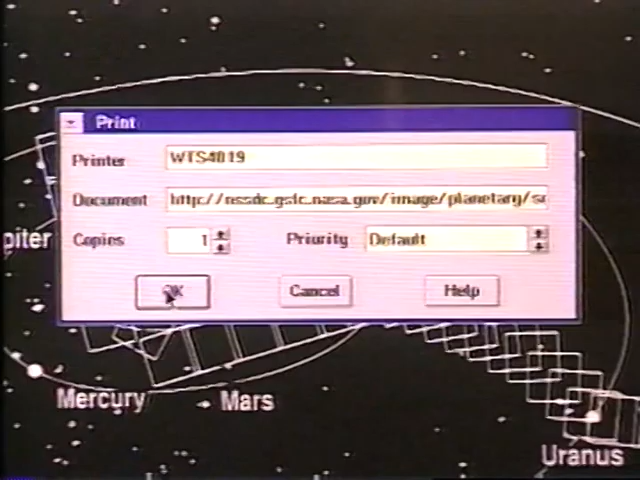 Print
Printer WTS4019
Document http://nssdc.gsfc.nasa.gov/image/planetary/s
Copies 1 Priority Default
OK Cancel Help
piter
Mercury Mars
Uranus